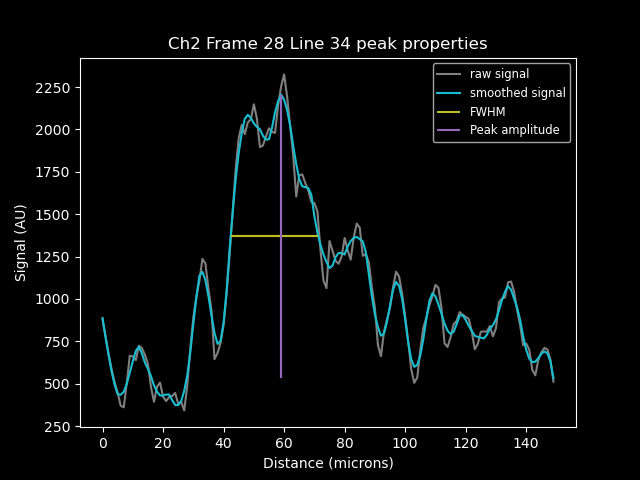 Ch2 Frame 28 Line 34 peak properties
raw signal
smoothed signal
FWHM
Peak amplitude
Signal (AU)
2250
2000
1750
1500
1250
1000
750
500
250
0 20 40 60 80 100 120 140
Distance (microns)